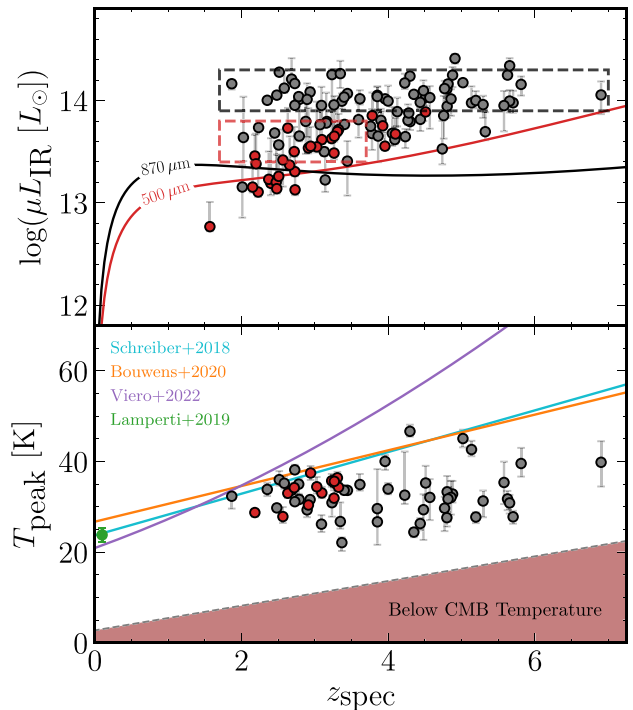 log(μL_IR [L_⊙])
14
13
12
870 μm
500 μm
T_peak [K]
60
40
20
0
Schreiber+2018
Bouwens+2020
Viero+2022
Lamperti+2019
Below CMB Temperature
0 2 4 6
z_spec